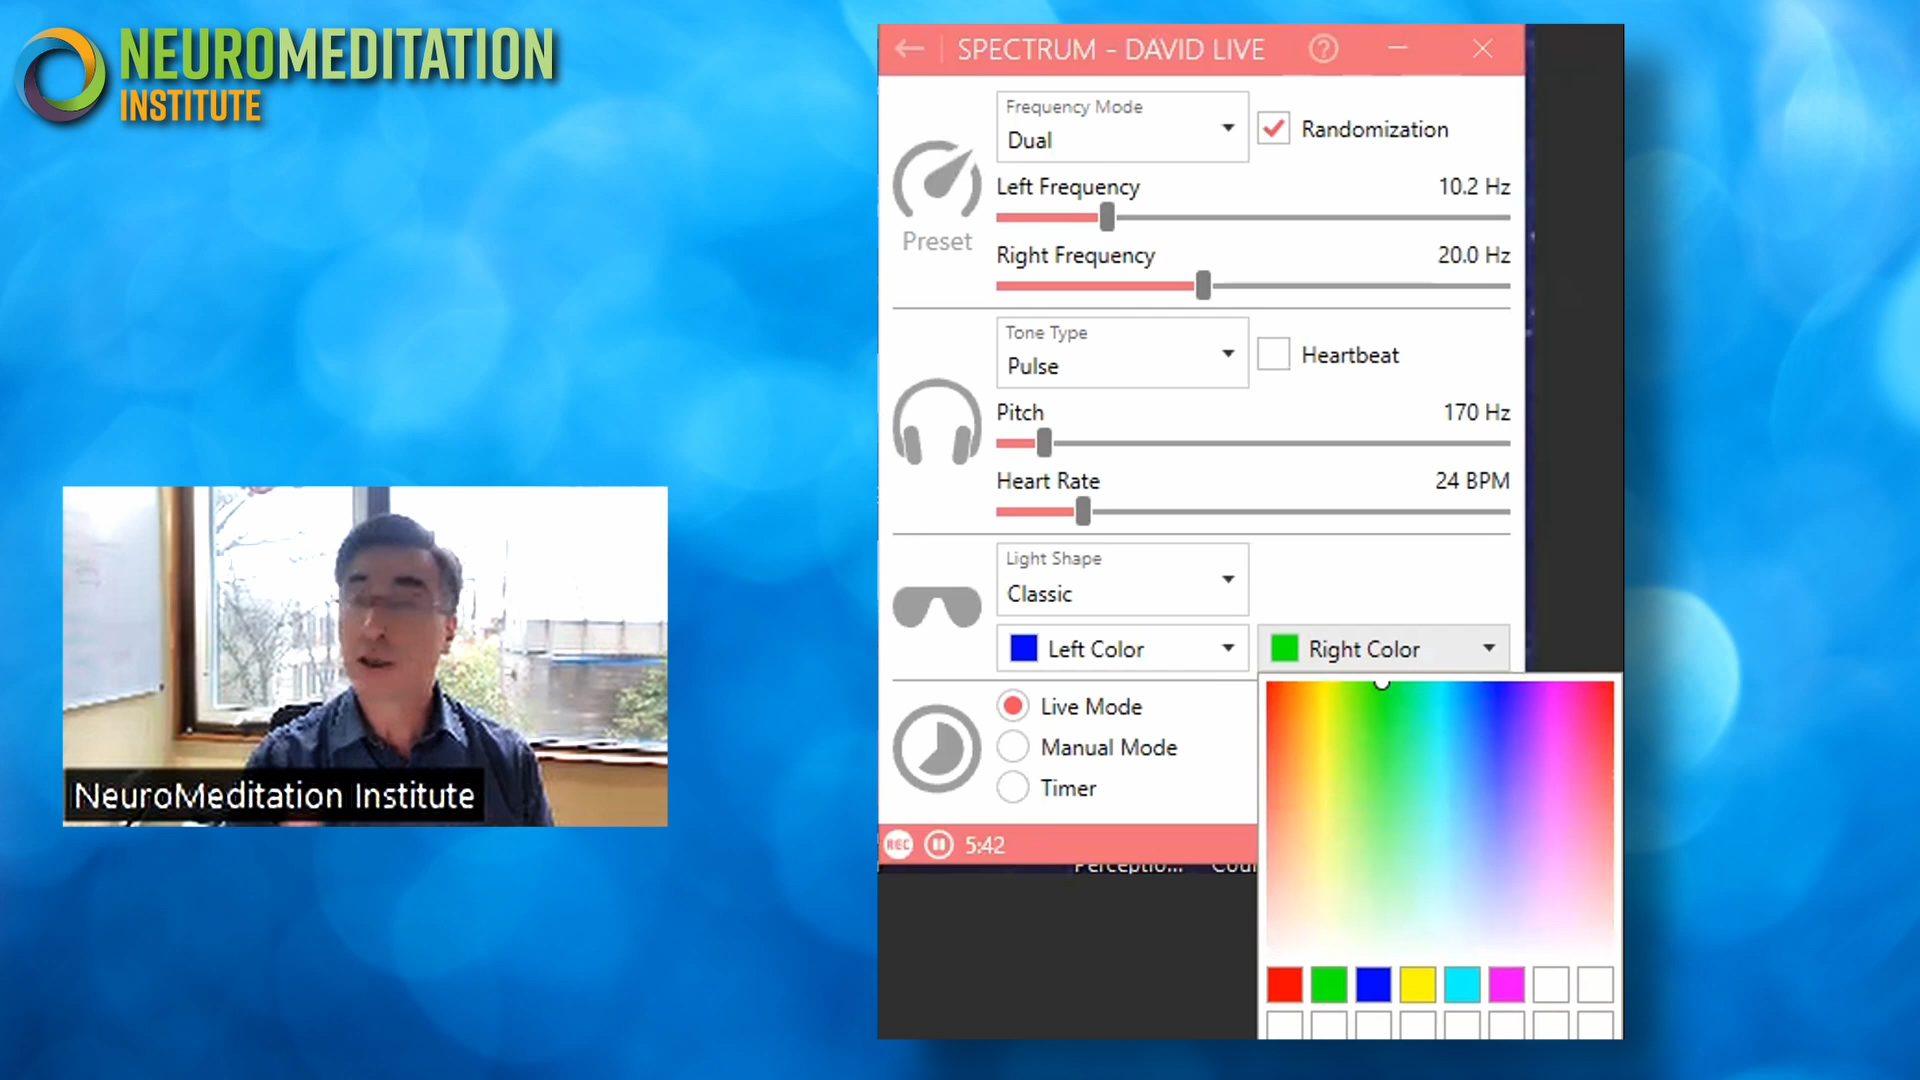 NEUROMEDITATION
INSTITUTE
SPECTRUM - DAVID LIVE
Frequency Mode
Dual
Randomization
Left Frequency 10.2 Hz
Preset
Right Frequency 20.0 Hz
Tone Type
Pulse
Heartbeat
Pitch 170 Hz
Heart Rate 24 BPM
Light Shape
Classic
Left Color
Right Color
Live Mode
Manual Mode
Timer
REC 5:42
Perceptio...
NeuroMeditation Institute